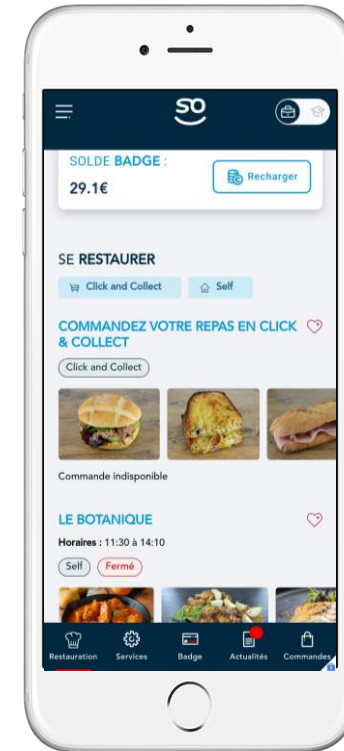 so
SOLDE BADGE :
29.1€
Recharger
SE RESTAURER
Click and Collect
Self
COMMANDEZ VOTRE REPAS EN CLICK
& COLLECT
Click and Collect
Commande indisponible
LE BOTANIQUE
Horaires : 11:30 à 14:10
Self
Fermé
Restauration
Services
Badge
Actualités
Commandes